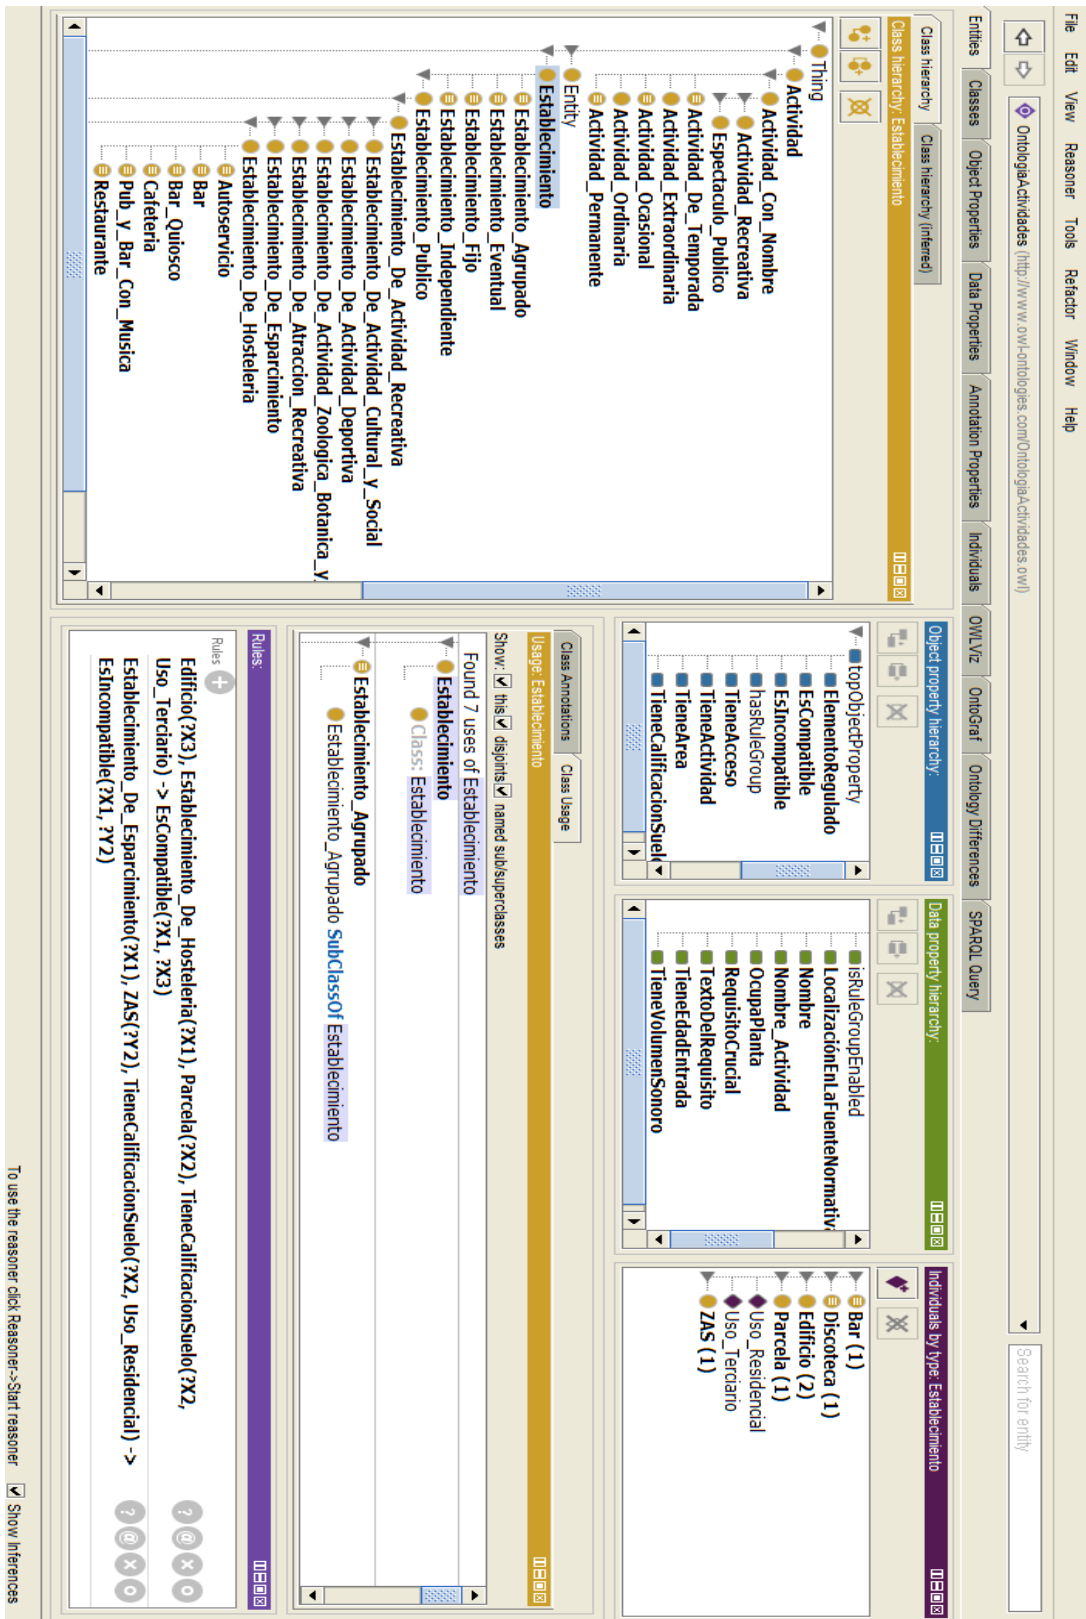 File Edit View Reasoner Tools Refactor Window Help
OntologiaActividades (http://www.owl-ontologies.com/OntologiaActividades.owl)
Search for entity
Entities Classes Object Properties Data Properties Annotation Properties Individuals OWLViz OntoGraf Ontology Differences SPARQL Query
Class hierarchy Class hierarchy (inferred)
Class hierarchy: Establecimiento
Thing
Actividad
Actividad_Con_Nombre
Actividad_Recreativa
Espectaculo_Publico
Actividad_De_Temporada
Actividad_Extraordinaria
Actividad_Ocasional
Actividad_Ordinaria
Actividad_Permanente
Entity
Establecimiento
Establecimiento_Agrupado
Establecimiento_Eventual
Establecimiento_Fijo
Establecimiento_Independiente
Establecimiento_Publico
Establecimiento_De_Actividad_Recreativa
Establecimiento_De_Actividad_Cultural_y_Social
Establecimiento_De_Actividad_Deportiva
Establecimiento_De_Actividad_Zoologica_Botanica_y
Establecimiento_De_Atraccion_Recreativa
Establecimiento_De_Esparcimiento
Establecimiento_De_Hosteleria
Autoservicio
Bar
Bar_Quiosco
Cafeteria
Pub_y_Bar_Con_Musica
Restaurante
Object property hierarchy:
topObjectProperty
ElementoRegulado
EsCompatible
EsIncompatible
hasRuleGroup
TieneAcceso
TieneActividad
TieneArea
TieneCalificacionSuelo
Data property hierarchy:
isRuleGroupEnabled
LocalizaciónEnLaFuenteNormativa
Nombre
Nombre_Actividad
OcupaPlanta
RequisitoCrucial
TextoDelRequisito
TieneEdadEntrada
TieneVolumenSonoro
Individuals by type: Establecimiento
Bar (1)
Discoteca (1)
Edificio (2)
Parcela (1)
Uso_Residencial
Uso_Terciario
ZAS (1)
Class Annotations Class Usage
Usage: Establecimiento
Show: this disjoints named sub/superclasses
Found 7 uses of Establecimiento
Establecimiento
Class: Establecimiento
Establecimiento_Agrupado
Establecimiento_Agrupado SubClassOf Establecimiento
Rules:
Rules
Edificio(?X3), Establecimiento_De_Hosteleria(?X1), Parcela(?X2), TieneCalificacionSuelo(?X2,
Uso_Terciario) -> EsCompatible(?X1, ?X3)
Establecimiento_De_Esparcimiento(?X1), ZAS(?Y2), TieneCalificacionSuelo(?X2, Uso_Residencial) ->
EsIncompatible(?X1, ?Y2)
To use the reasoner click Reasoner->Start reasoner Show Inferences